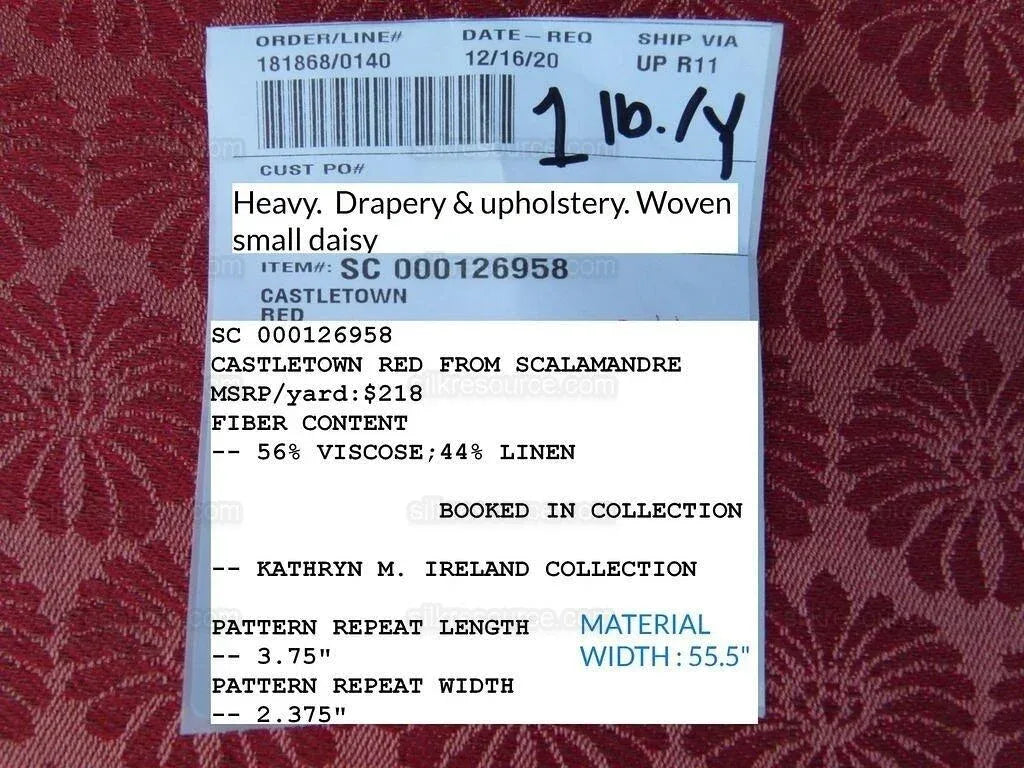 ORDER/LINE# DATE-REQ SHIP VIA
181868/0140 12/16/20 UP R11
1 lb./Y
CUST PO#
Heavy. Drapery & upholstery. Woven
small daisy
ITEM#: SC 000126958
CASTLETOWN
RED
SC 000126958
CASTLETOWN RED FROM SCALAMANDRE
MSRP/yard:$218
FIBER CONTENT
-- 56% VISCOSE;44% LINEN
BOOKED IN COLLECTION
-- KATHRYN M. IRELAND COLLECTION
PATTERN REPEAT LENGTH
-- 3.75"
MATERIAL
WIDTH : 55.5"
PATTERN REPEAT WIDTH
-- 2.375"
silkresource.com